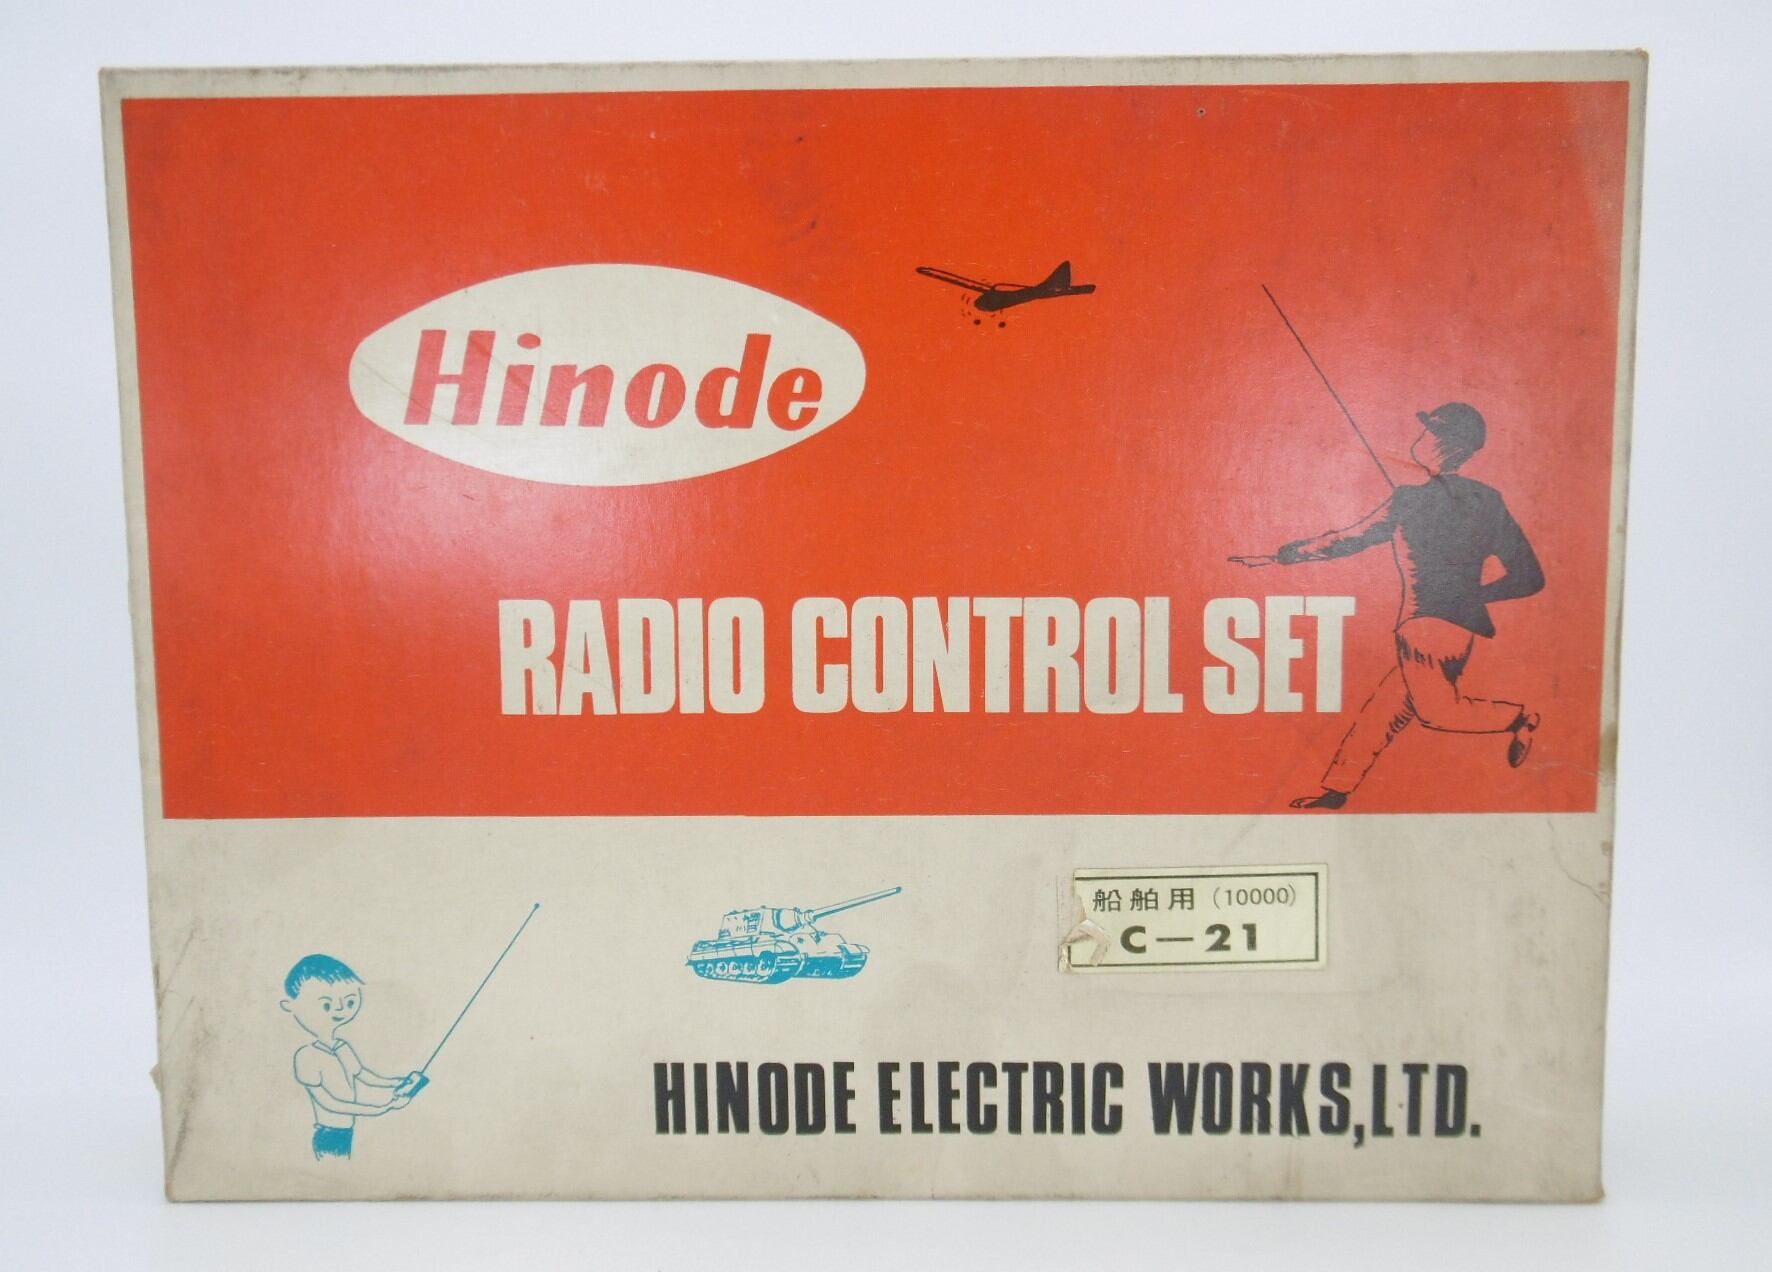 Hinode
RADIO CONTROL SET
船舶用 (10000)
C-21
HINODE ELECTRIC WORKS,LTD.